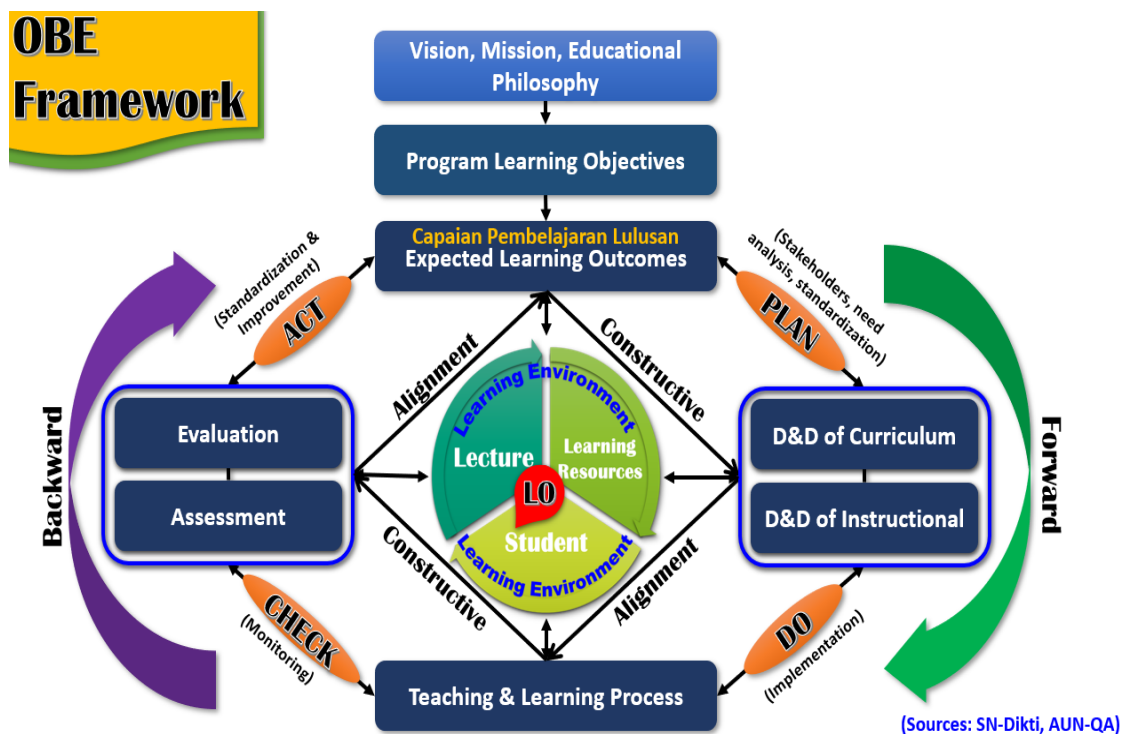 OBE
Framework
Vision, Mission, Educational
Philosophy
Program Learning Objectives
Capaian Pembelajaran Lulusan
Expected Learning Outcomes
(Standardization &
Improvement)
ACT
(Stakeholders, need
analysis, standardization)
PLAN
Alignment
Constructive
Learning Environment
Lecture
Learning
Resources
LO
Student
Learning Environment
Backward
Evaluation
Assessment
D&D of Curriculum
D&D of Instructional
Forward
Constructive
Alignment
CHECK
(Monitoring)
DO
(Implementation)
Teaching & Learning Process
(Sources: SN-Dikti, AUN-QA)